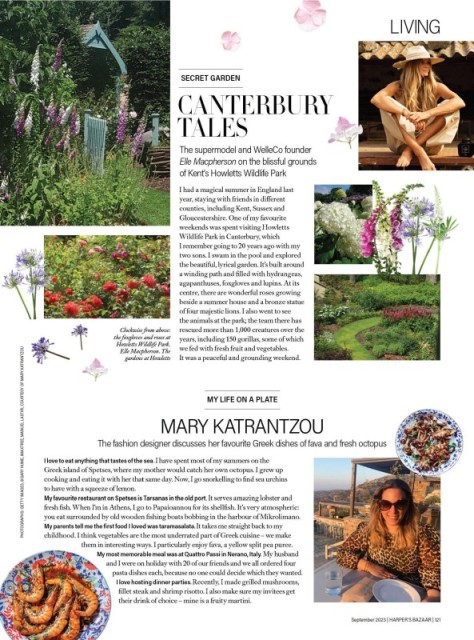 LIVING
SECRET GARDEN
CANTERBURY
TALES
The supermodel and WelleCo founder
Elle Macpherson on the blissful grounds
of Kent's Howletts Wildlife Park
I had a magical summer in England last
year, staying with friends in different
counties, including Kent, Sussex and
Gloucestershire. One of my favourite
weekends was spent visiting Howletts
Wildlife Park in Canterbury, which
I remember going to 20 years ago with my
two sons. I swam in the pool and explored
the beautiful, lyrical garden. It's built around
a winding path and filled with hydrangeas,
agapanthuses, foxgloves and lupins. At its
centre, there are wonderful roses growing
beside a summer house and a bronze statue
of four majestic lions. I also went to see
the animals at the park; the team there has
rescued more than 1,000 creatures over the
years, including 150 gorillas, some of which
we fed with fresh fruit and vegetables.
It was a peaceful and grounding weekend.
Clockwise from above:
the foxgloves and roses at
Howletts Wildlife Park.
Elle Macpherson. The
gardens at Howletts
MY LIFE ON A PLATE
MARY KATRANTZOU
The fashion designer discusses her favourite Greek dishes of fava and fresh octopus
I love to eat anything that tastes of the sea. I have spent most of my summers on the
Greek island of Spetses, where my mother would catch her own octopus. I grew up
cooking and eating it with her that same day. Now, I go snorkelling to find sea urchins
to have with a squeeze of lemon.
My favourite restaurant on Spetses is Tarsanas in the old port. It serves amazing lobster and
fresh fish. When I'm in Athens, I go to Papaioannou for its shellfish. It's very atmospheric:
you eat surrounded by old wooden fishing boats bobbing in the harbour of Mikrolimano.
My parents tell me the first food I loved was taramasalata. It takes me straight back to my
childhood. I think vegetables are the most underrated part of Greek cuisine – we make
them in interesting ways. I particularly enjoy fava, a yellow split pea puree.
My most memorable meal was at Quattro Passi in Nerano, Italy. My husband
and I were on holiday with 20 of our friends and we all ordered four
pasta dishes each, because no one could decide which they wanted.
I love hosting dinner parties. Recently, I made grilled mushrooms,
fillet steak and shrimp risotto. I also make sure my invitees get
their drink of choice – mine is a fruity martini.
September 2023 | HARPER'S BAZAAR | 121